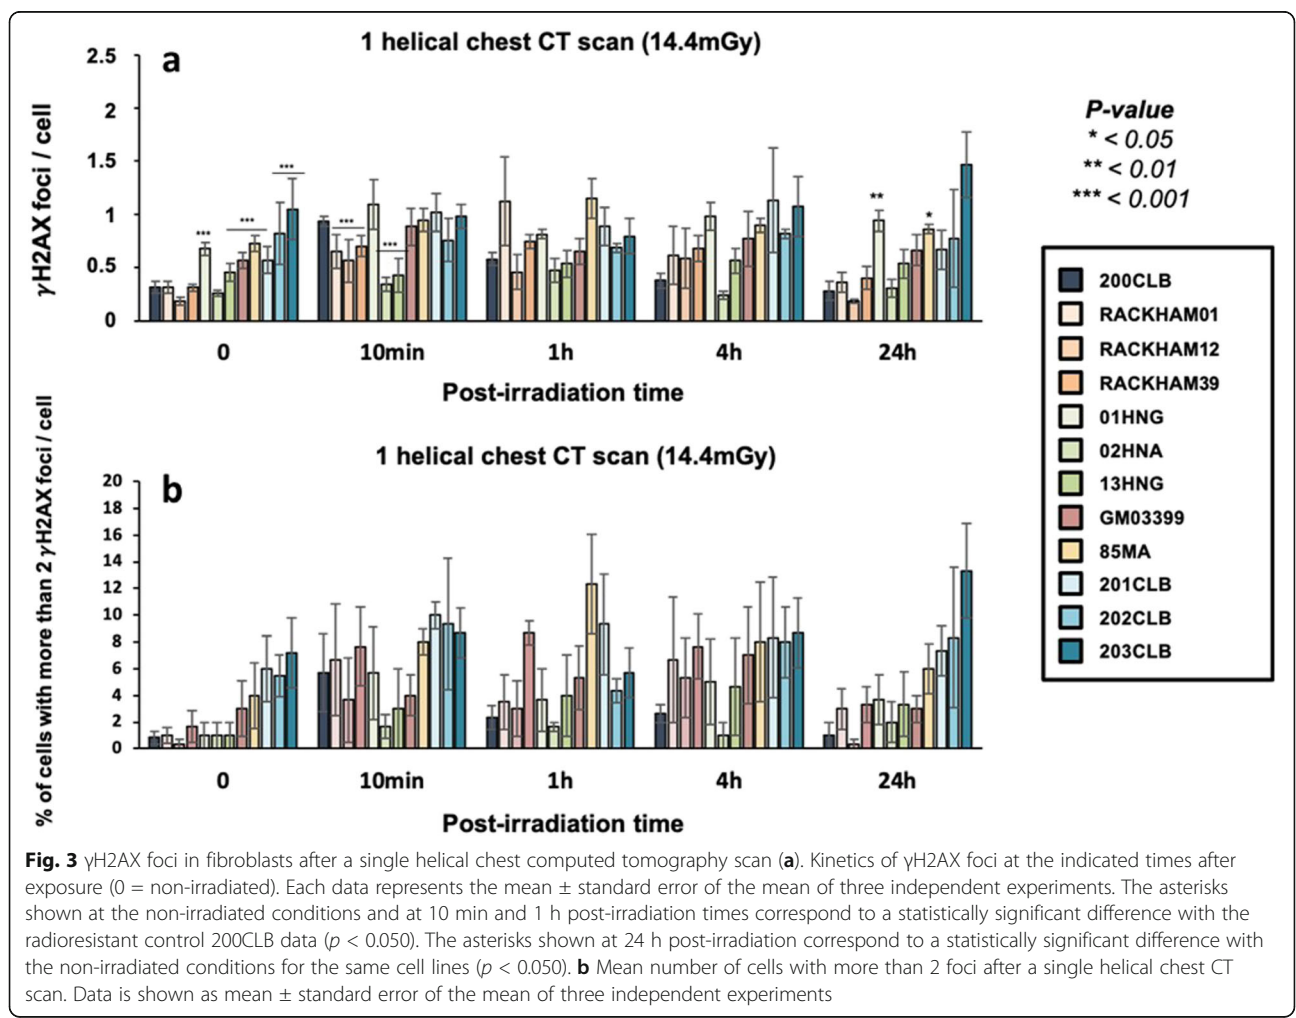 1 helical chest CT scan (14.4mGy)
a
γH2AX foci / cell
2.5
2
1.5
1
0.5
0
***
***
***
***
***
**
*
0 10min 1h 4h 24h
Post-irradiation time
P-value
* < 0.05
** < 0.01
*** < 0.001
1 helical chest CT scan (14.4mGy)
b
% of cells with more than 2 γH2AX foci / cell
20
18
16
14
12
10
8
6
4
2
0
0 10min 1h 4h 24h
Post-irradiation time
200CLB
RACKHAM01
RACKHAM12
RACKHAM39
01HNG
02HNA
13HNG
GM03399
85MA
201CLB
202CLB
203CLB
Fig. 3 γH2AX foci in fibroblasts after a single helical chest computed tomography scan (a). Kinetics of γH2AX foci at the indicated times after
exposure (0 = non-irradiated). Each data represents the mean ± standard error of the mean of three independent experiments. The asterisks
shown at the non-irradiated conditions and at 10 min and 1 h post-irradiation times correspond to a statistically significant difference with the
radioresistant control 200CLB data (p < 0.050). The asterisks shown at 24 h post-irradiation correspond to a statistically significant difference with
the non-irradiated conditions for the same cell lines (p < 0.050). b Mean number of cells with more than 2 foci after a single helical chest CT
scan. Data is shown as mean ± standard error of the mean of three independent experiments